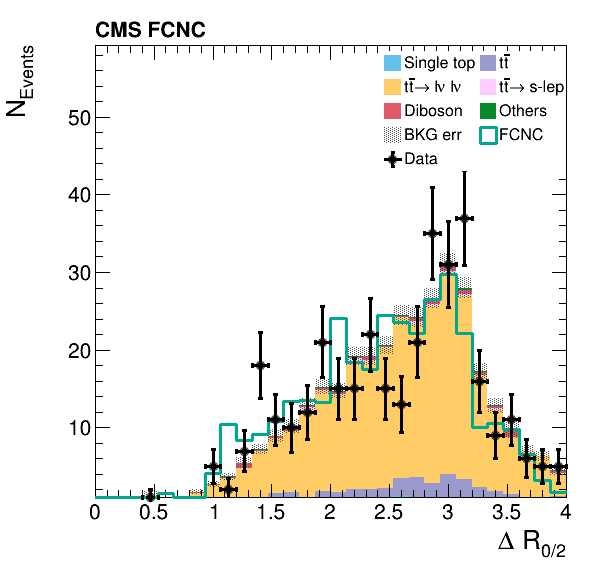 CMS FCNC
N_Events
Single top
tt̄
tt̄→ lν lν
tt̄→ s-lep
Diboson
Others
BKG err
FCNC
Data
50
40
30
20
10
0 0.5 1 1.5 2 2.5 3 3.5 4
Δ R_0/2